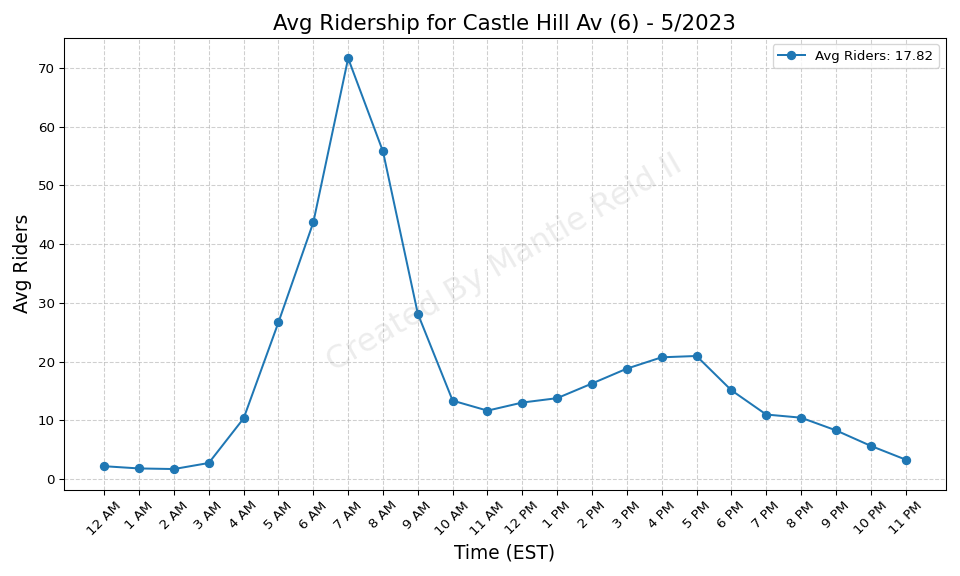 Avg Ridership for Castle Hill Av (6) - 5/2023
Avg Riders: 17.82
70
60
50
40
30
20
10
0
Avg Riders
Created By Mantie Reid II
12 AM
1 AM
2 AM
3 AM
4 AM
5 AM
6 AM
7 AM
8 AM
9 AM
10 AM
11 AM
12 PM
1 PM
2 PM
3 PM
4 PM
5 PM
6 PM
7 PM
8 PM
9 PM
10 PM
11 PM
Time (EST)